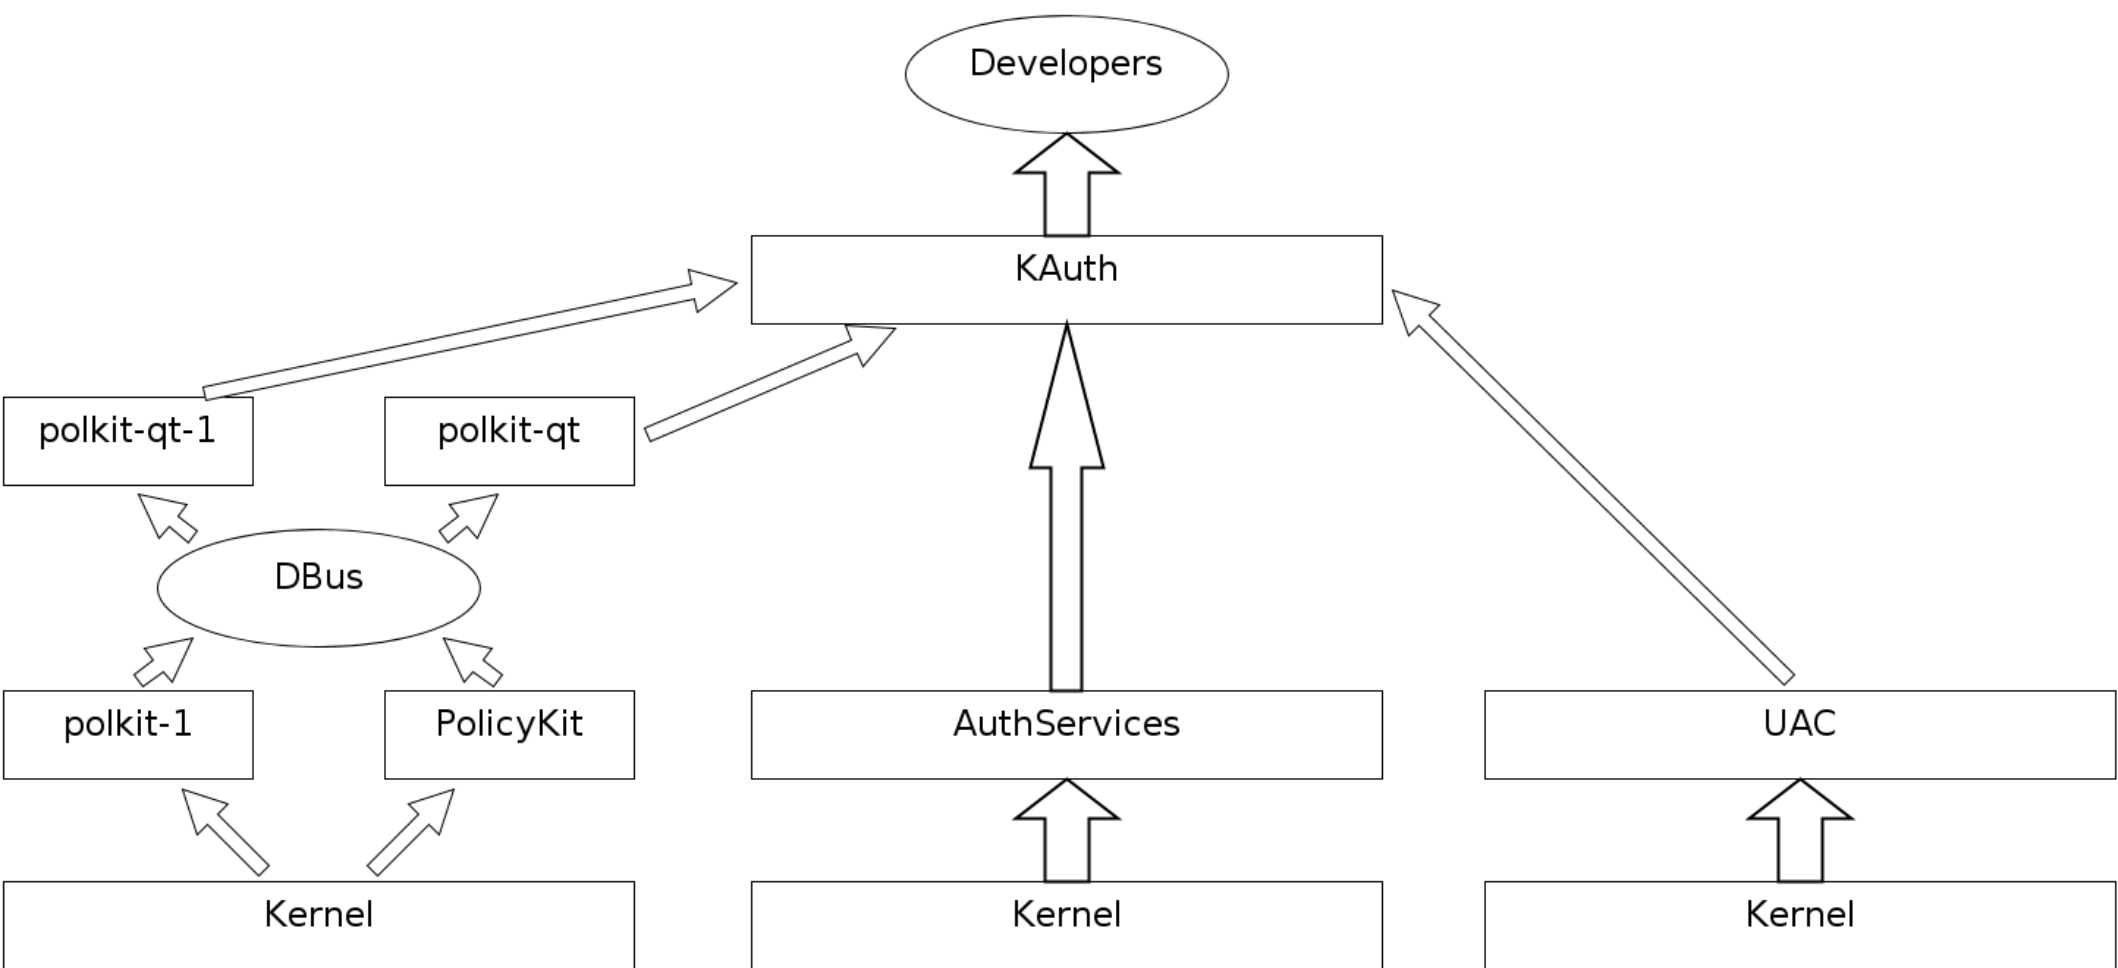 Developers
KAuth
polkit-qt-1
polkit-qt
DBus
polkit-1
PolicyKit
AuthServices
UAC
Kernel
Kernel
Kernel